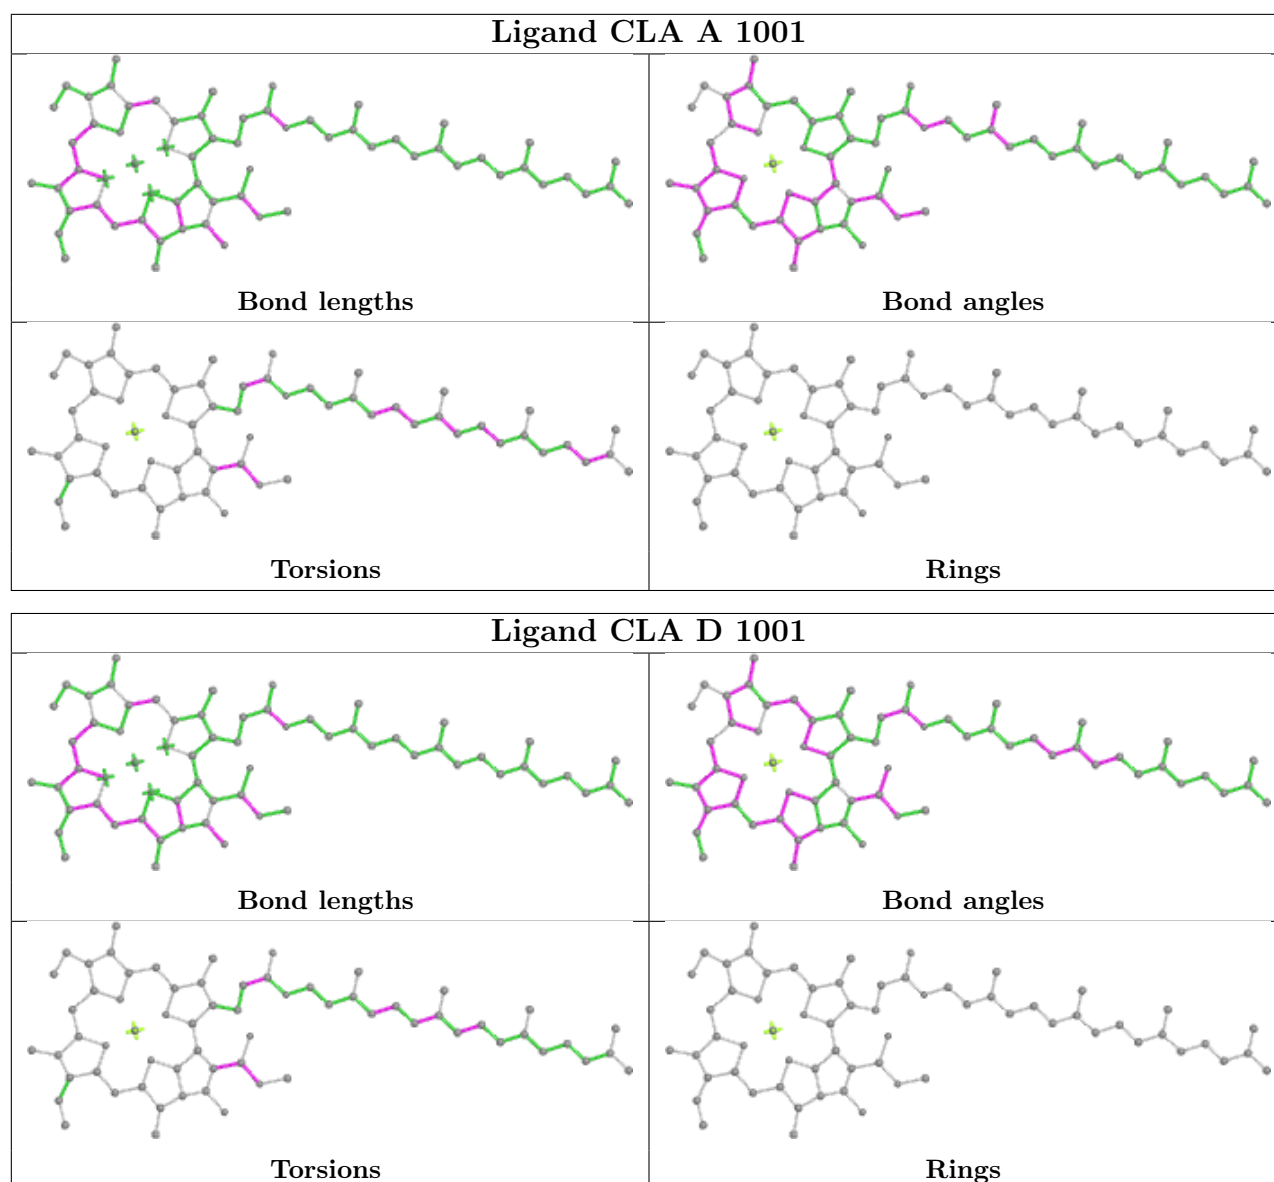 Ligand CLA A 1001
Bond lengths
Bond angles
Torsions
Rings
Ligand CLA D 1001
Bond lengths
Bond angles
Torsions
Rings